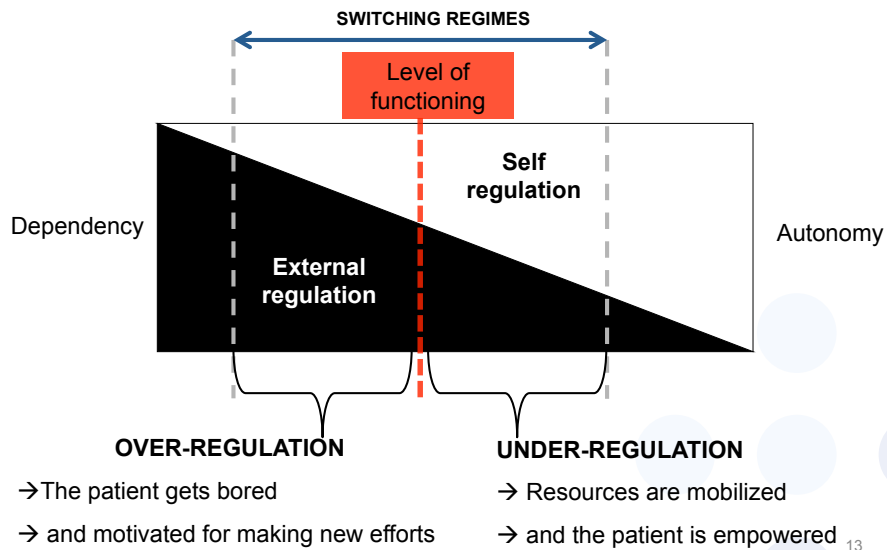 SWITCHING REGIMES
Level of
functioning
Self
regulation
Dependency
Autonomy
External
regulation
OVER-REGULATION
→The patient gets bored
→ and motivated for making new efforts
UNDER-REGULATION
→ Resources are mobilized
→ and the patient is empowered
13